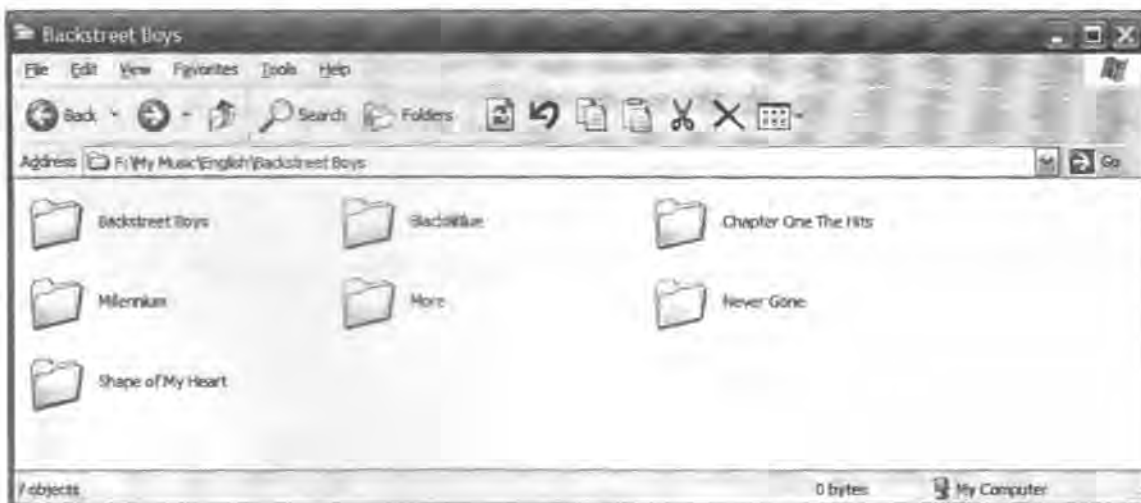 Backstreet Boys
File Edit View Favorites Tools Help
Back Search Folders
Address F:\My Music\English\Backstreet Boys Go
Backstreet Boys Black&Blue Chapter One The Hits
Millennium More Never Gone
Shape of My Heart
7 objects 0 bytes My Computer